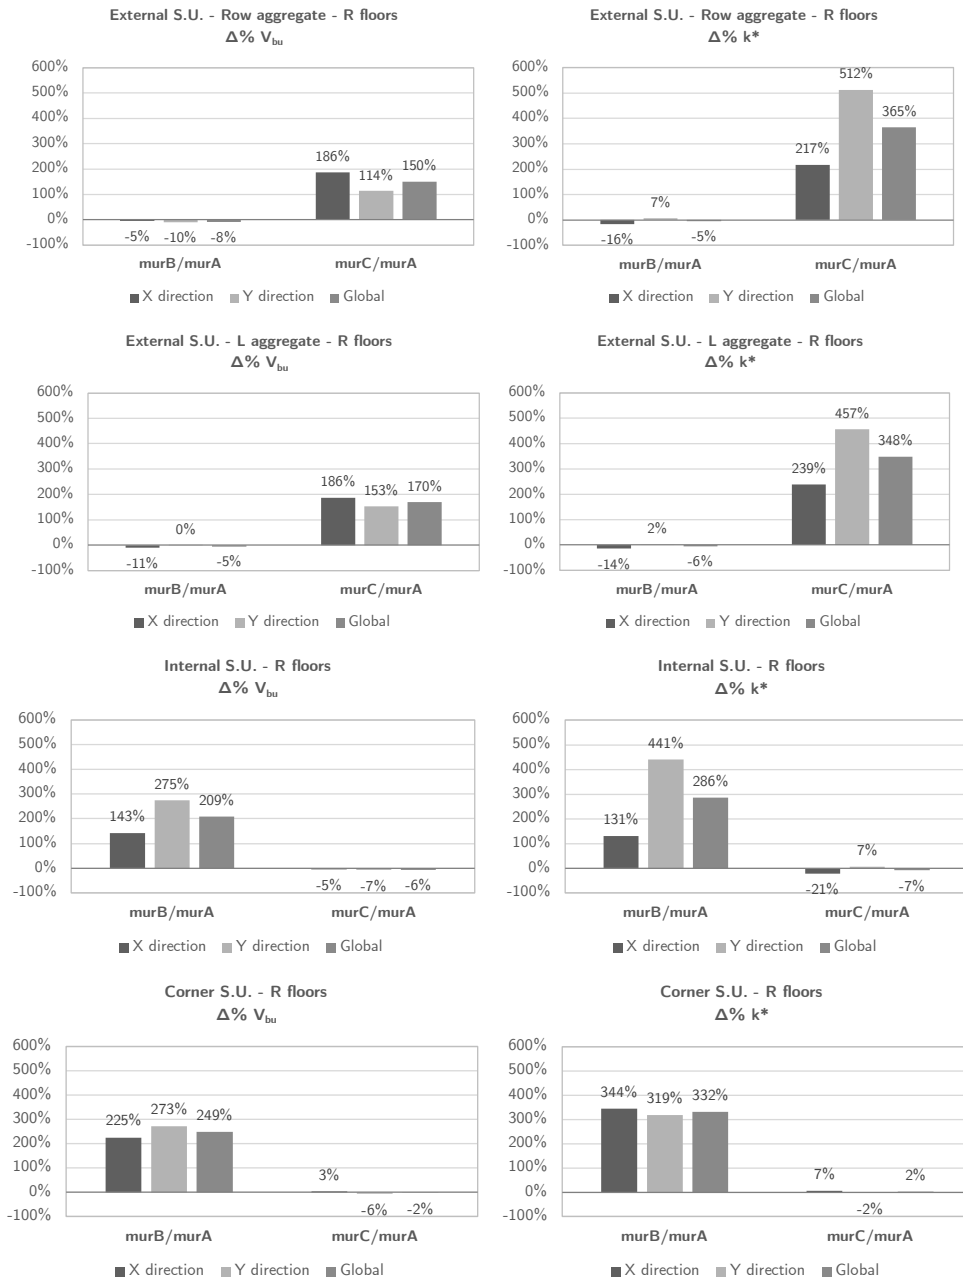 External S.U. - Row aggregate - R floors
Δ% Vbu
600%
500%
400%
300%
200%
100%
0%
-100%
186%
114%
150%
-5%
-10%
-8%
murB/murA
murC/murA
X direction
Y direction
Global
External S.U. - Row aggregate - R floors
Δ% k*
600%
500%
400%
300%
200%
100%
0%
-100%
512%
365%
217%
7%
-16%
-5%
murB/murA
murC/murA
X direction
Y direction
Global
External S.U. - L aggregate - R floors
Δ% Vbu
600%
500%
400%
300%
200%
100%
0%
-100%
186%
153%
170%
0%
-11%
-5%
murB/murA
murC/murA
X direction
Y direction
Global
External S.U. - L aggregate - R floors
Δ% k*
600%
500%
400%
300%
200%
100%
0%
-100%
457%
348%
239%
2%
-14%
-6%
murB/murA
murC/murA
X direction
Y direction
Global
Internal S.U. - R floors
Δ% Vbu
600%
500%
400%
300%
200%
100%
0%
-100%
143%
275%
209%
-5%
-7%
-6%
murB/murA
murC/murA
X direction
Y direction
Global
Internal S.U. - R floors
Δ% k*
600%
500%
400%
300%
200%
100%
0%
-100%
131%
441%
286%
7%
-21%
-7%
murB/murA
murC/murA
X direction
Y direction
Global
Corner S.U. - R floors
Δ% Vbu
600%
500%
400%
300%
200%
100%
0%
-100%
225%
273%
249%
3%
-6%
-2%
murB/murA
murC/murA
X direction
Y direction
Global
Corner S.U. - R floors
Δ% k*
600%
500%
400%
300%
200%
100%
0%
-100%
344%
319%
332%
7%
2%
-2%
murB/murA
murC/murA
X direction
Y direction
Global